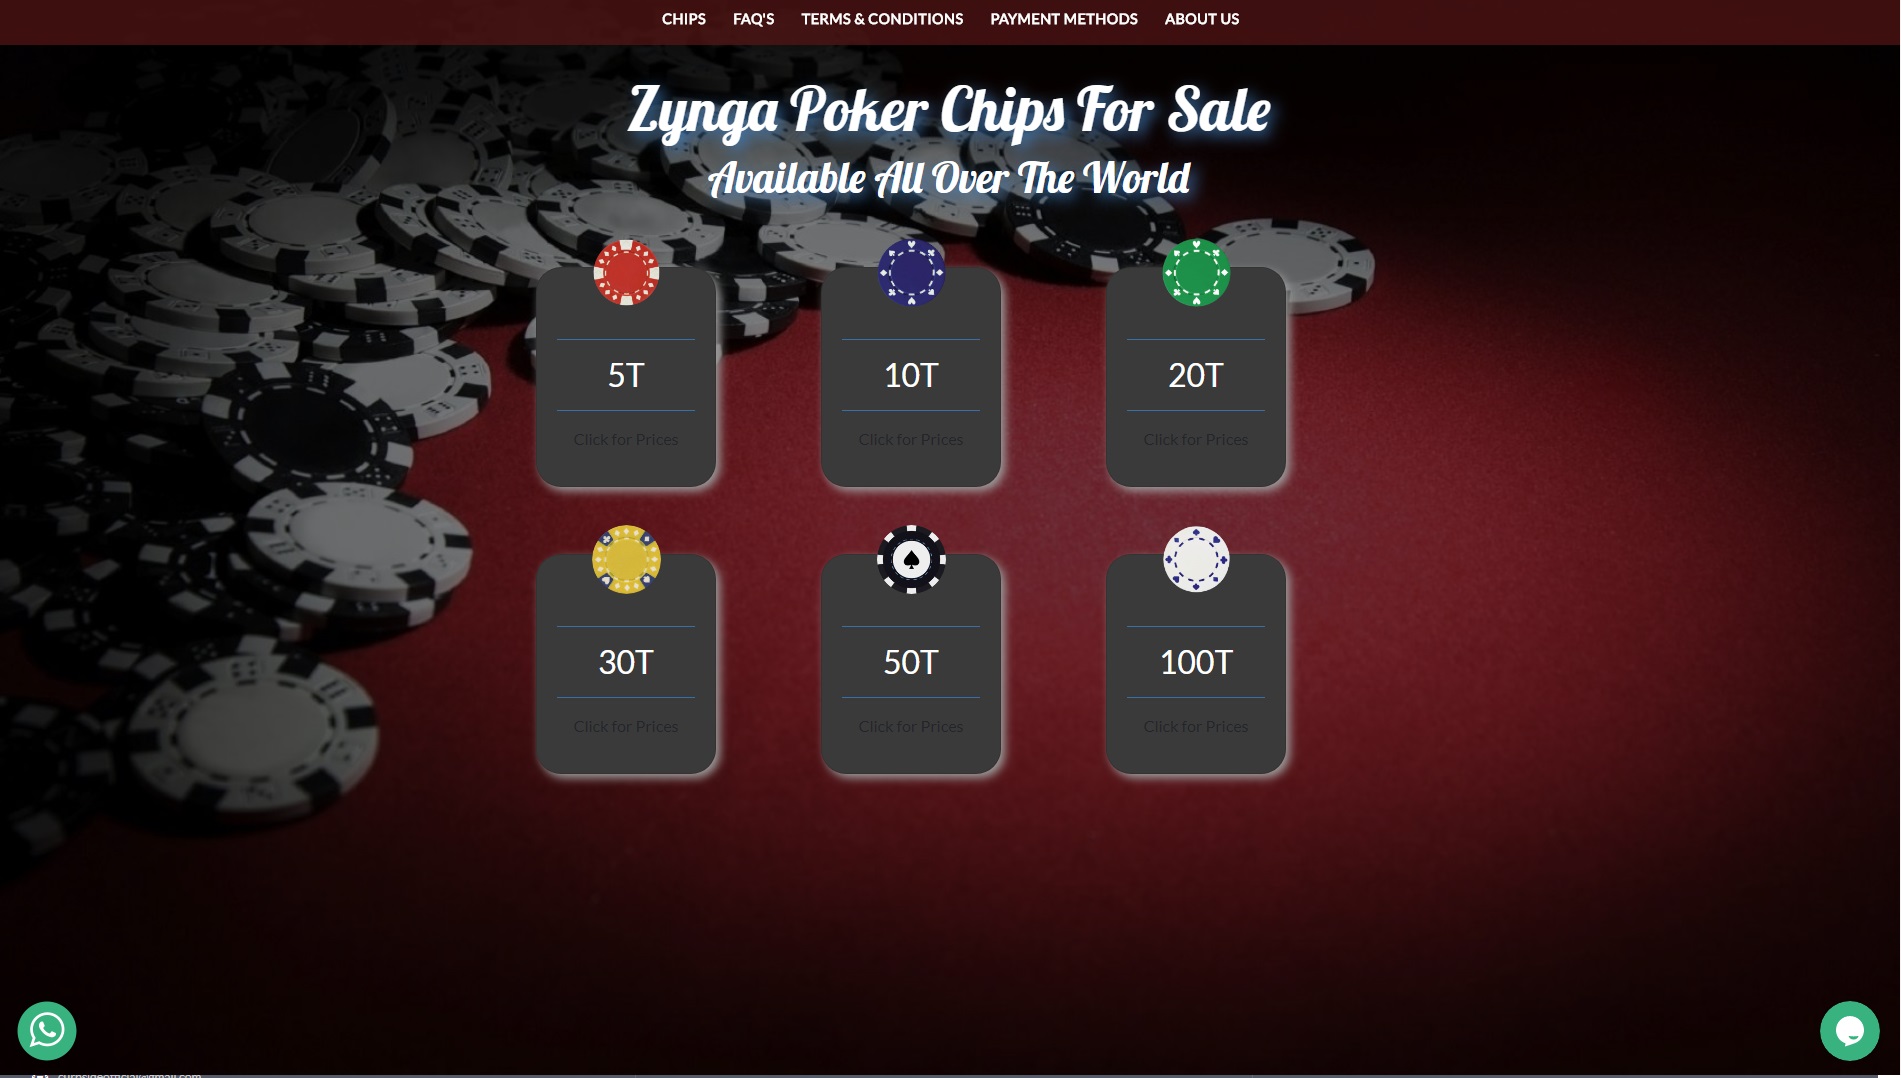 CHIPS FAQ'S TERMS & CONDITIONS PAYMENT METHODS ABOUT US
Zynga Poker Chips For Sale
Available All Over The World
5T 10T 20T
Click for Prices Click for Prices Click for Prices
30T 50T 100T
Click for Prices Click for Prices Click for Prices